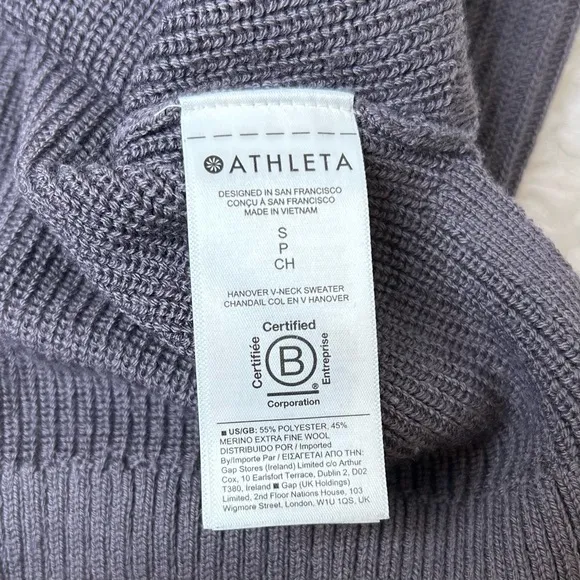 ATHLETA
DESIGNED IN SAN FRANCISCO
CONÇU À SAN FRANCISCO
MADE IN VIETNAM
S
P
CH
HANOVER V-NECK SWEATER
CHANDAIL COL EN V HANOVER
Certified
Certifiée
B
Entreprise
®
Corporation
■ US/GB: 55% POLYESTER, 45%
MERINO EXTRA FINE WOOL
DISTRIBUIDO POR / Imported
By/Importe Par / ΕΙΣΑΓΕΤΑΙ ΑΠΟ ΤΗΝ:
Gap Stores (Ireland) Limited c/o Arthur
Cox, 10 Earlsfort Terrace, Dublin 2, D02
T380, Ireland ■ Gap (UK Holdings)
Limited, 2nd Floor Nations House, 103
Wigmore Street, London, W1U 1QS, UK